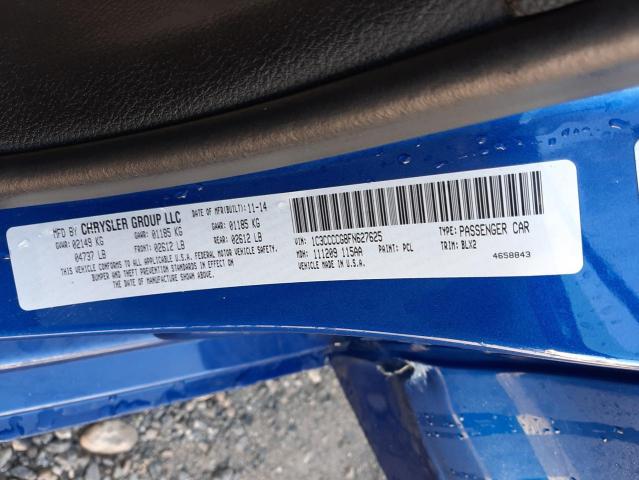 MFD BY CHRYSLER GROUP LLC
DATE OF MFR(BUILT): 11-14
GVWR: 02149 KG
04737 LB
GAWR: 01185 KG
FRONT: 02612 LB
GAWR: 01185 KG
REAR: 02612 LB
THIS VEHICLE CONFORMS TO ALL APPLICABLE U.S.A. FEDERAL MOTOR VEHICLE SAFETY,
BUMPER AND THEFT PREVENTION STANDARDS IN EFFECT ON
THE DATE OF MANUFACTURE SHOWN ABOVE.
VIN: 1C3CCCCG8FN627625
TYPE: PASSENGER CAR
MDH: 111209 115AA
PAINT: PCL
TRIM: BLX2
VEHICLE MADE IN U.S.A.
4658843